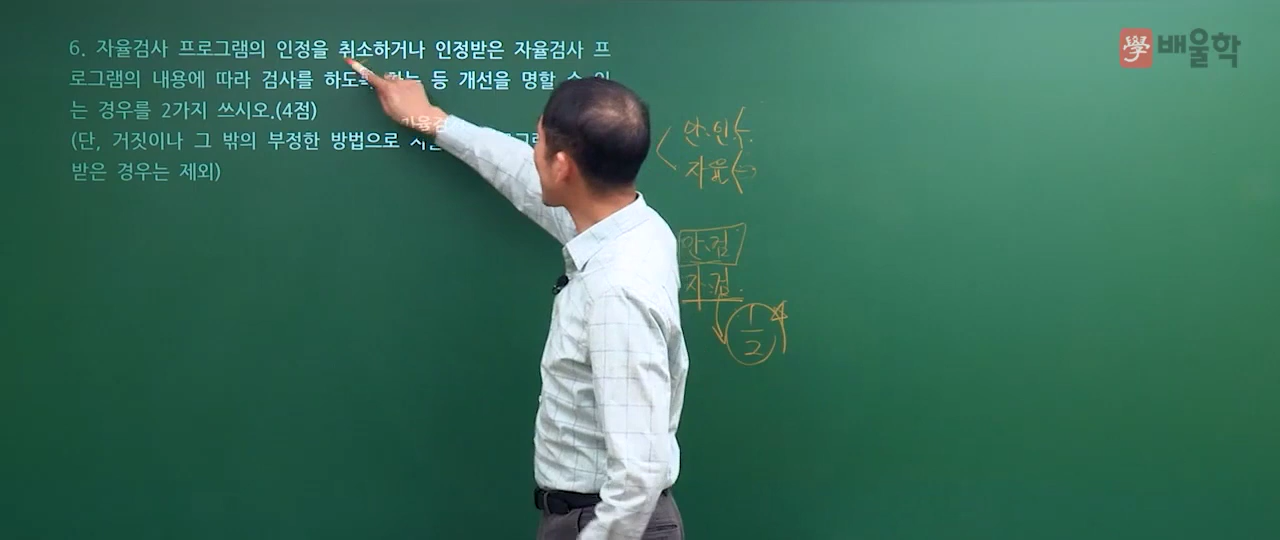 6. 자율검사 프로그램의 인정을 취소하거나 인정받은 자율검사 프
로그램의 내용에 따라 검사를 하도록 하는 등 개선을 명할 수 있
는 경우를 2가지 쓰시오.(4점)
(단, 거짓이나 그 밖의 부정한 방법으로
받은 경우는 제외)
學 배울학
안.인
자율
안.검
자.검.
1
2